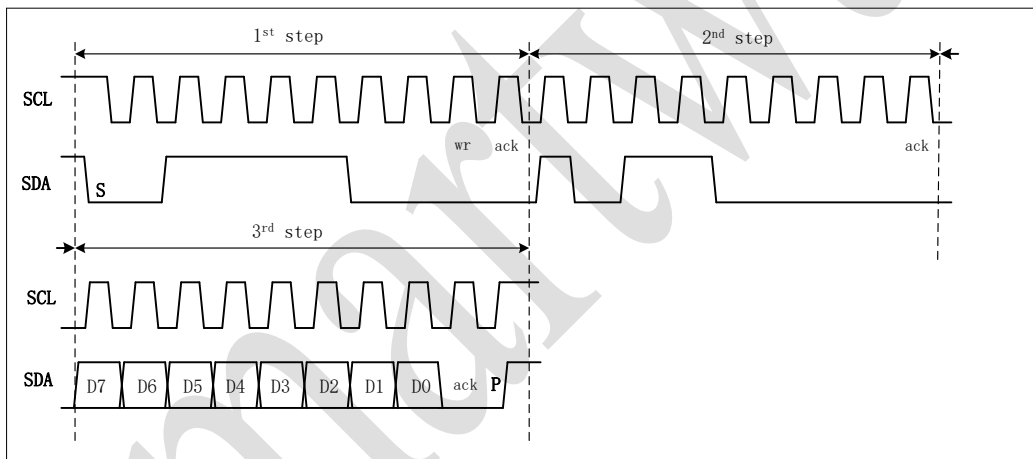 1st step 2nd step
SCL
wr ack ack
SDA S
3rd step
SCL
SDA D7 D6 D5 D4 D3 D2 D1 D0 ack P
martw